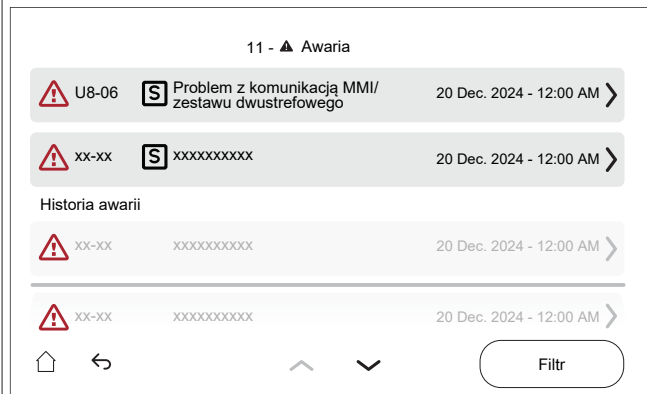 11 - Awaria
U8-06 S Problem z komunikacją MMI/
zestawu dwustrefowego 20 Dec. 2024 - 12:00 AM
xx-xx S xxxxxxxxxx 20 Dec. 2024 - 12:00 AM
Historia awarii
xx-xx xxxxxxxxxx 20 Dec. 2024 - 12:00 AM
xx-xx xxxxxxxxxx 20 Dec. 2024 - 12:00 AM
Filtr